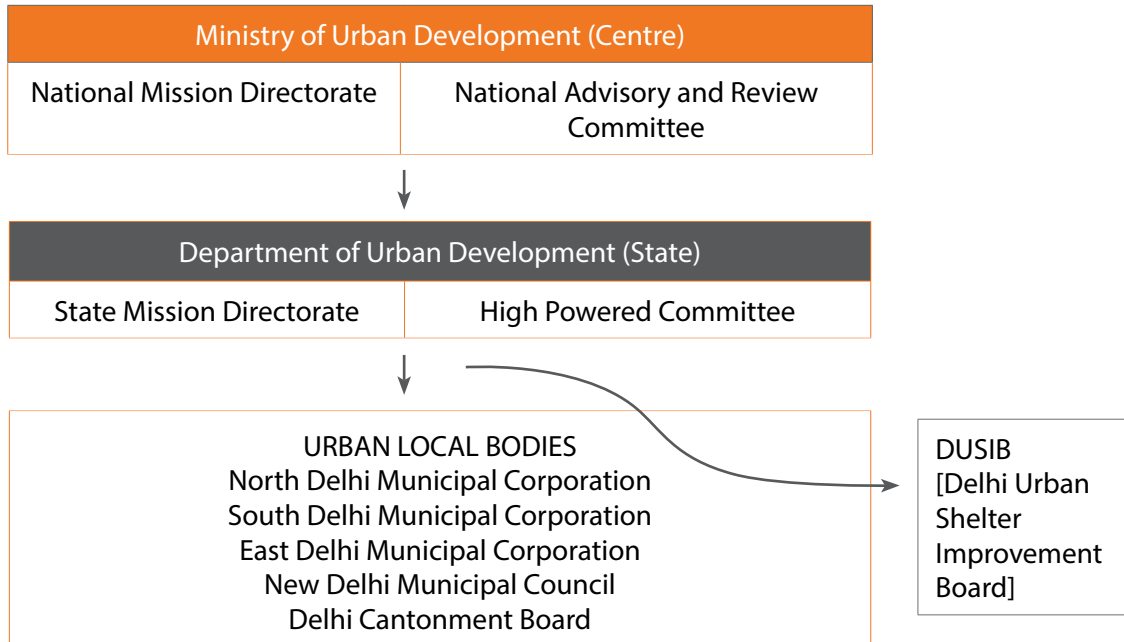 Ministry of Urban Development (Centre)
National Mission Directorate
National Advisory and Review
Committee
Department of Urban Development (State)
State Mission Directorate
High Powered Committee
URBAN LOCAL BODIES
North Delhi Municipal Corporation
South Delhi Municipal Corporation
East Delhi Municipal Corporation
New Delhi Municipal Council
Delhi Cantonment Board
DUSIB
[Delhi Urban
Shelter
Improvement
Board]